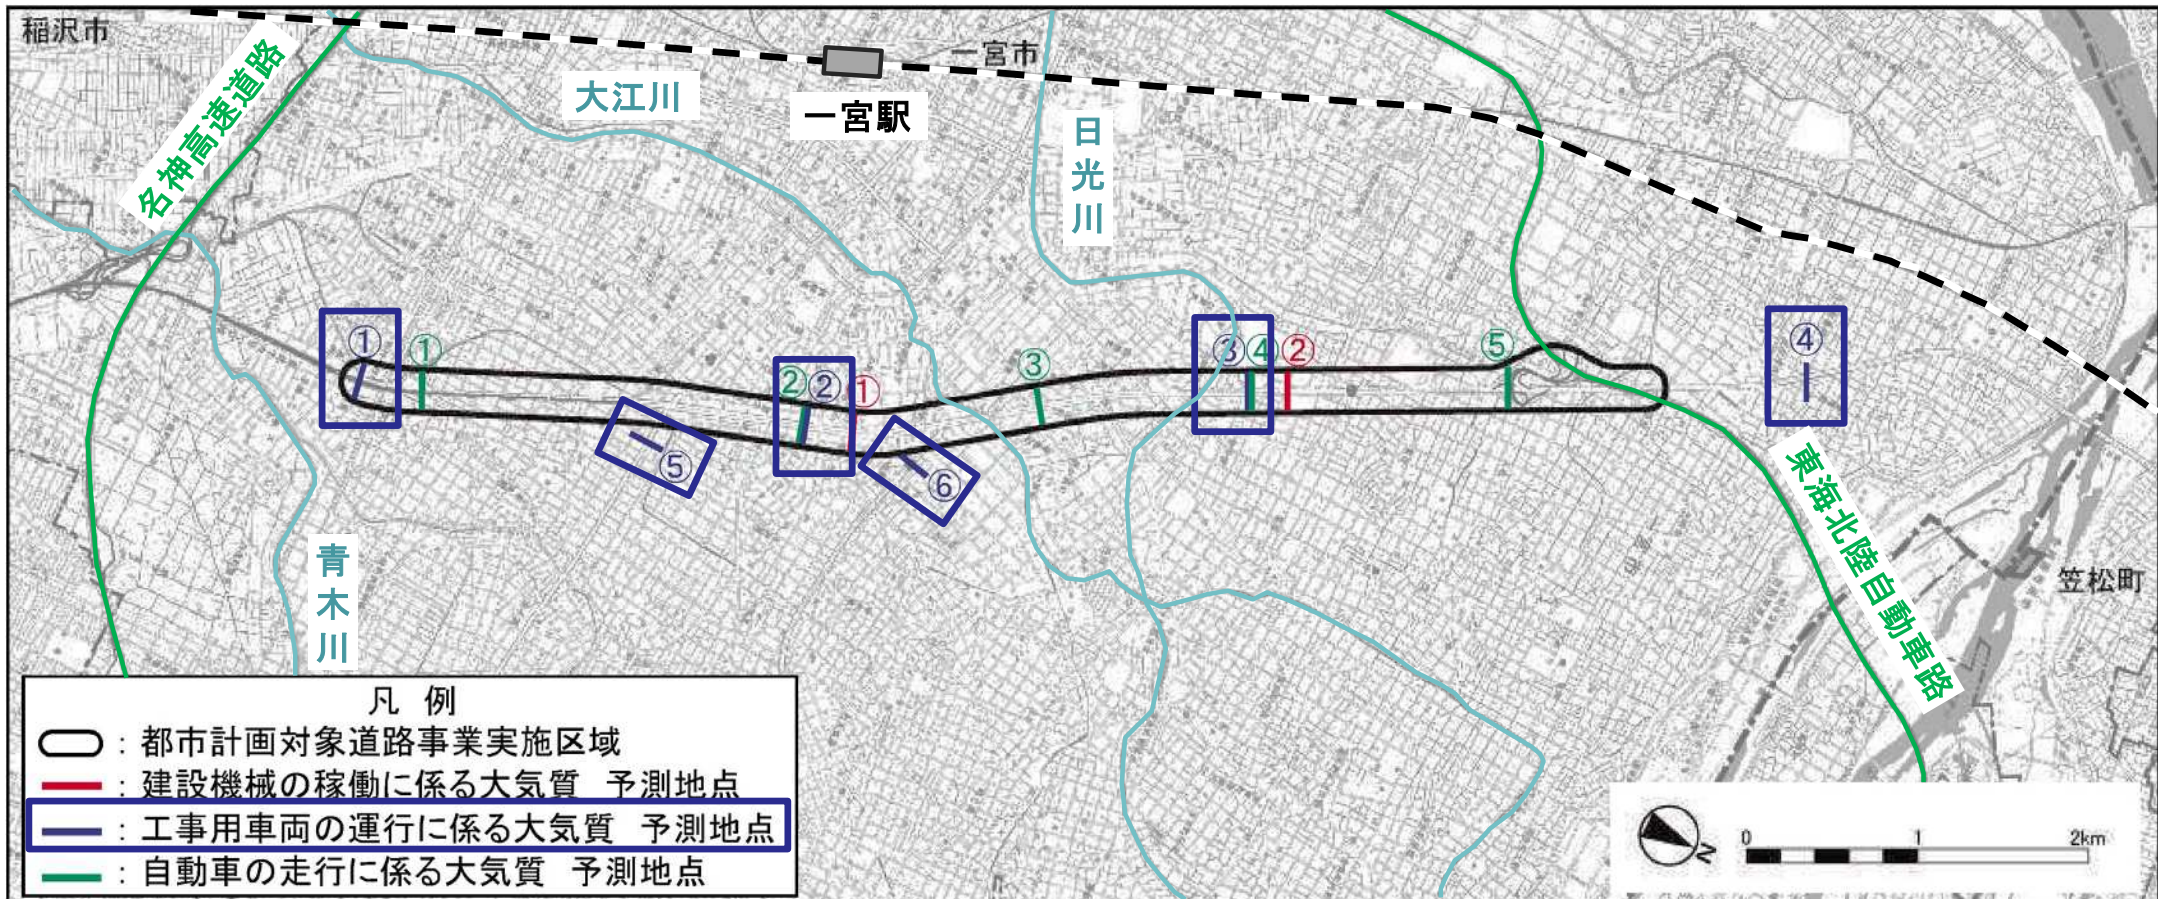 稲沢市
一宮市
名神高速道路
大江川
一宮駅
日光川
①
①
②
②
①
③
③
④
②
⑤
④
⑤
⑥
青木川
東海北陸自動車路
笠松町
凡 例
：都市計画対象道路事業実施区域
：建設機械の稼働に係る大気質 予測地点
：工事用車両の運行に係る大気質 予測地点
：自動車の走行に係る大気質 予測地点
N
0 1 2km